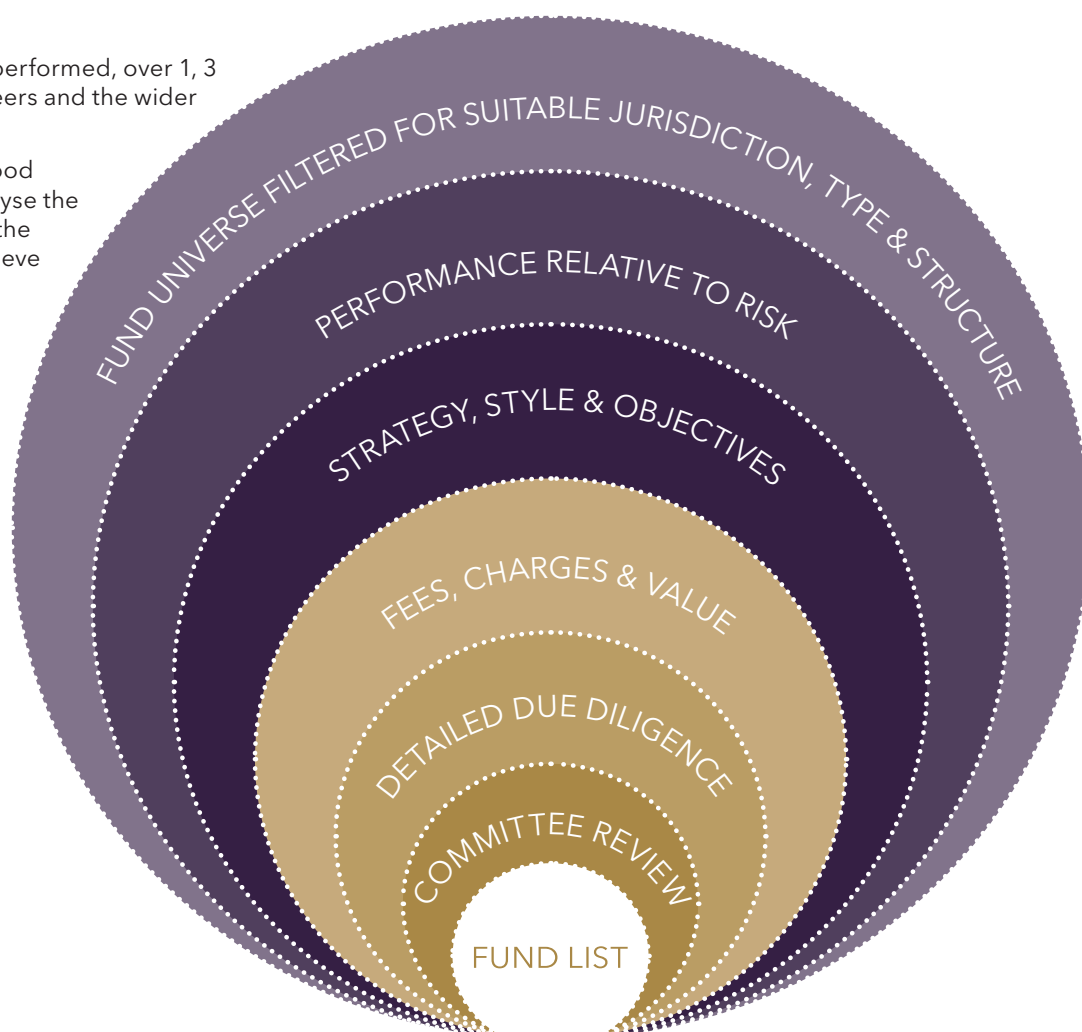 performed, over 1, 3
eers and the wider
ood
yse the
the
eve
FUND UNIVERSE FILTERED FOR SUITABLE JURISDICTION, TYPE & STRUCTURE
PERFORMANCE RELATIVE TO RISK
STRATEGY, STYLE & OBJECTIVES
FEES, CHARGES & VALUE
DETAILED DUE DILIGENCE
COMMITTEE REVIEW
FUND LIST